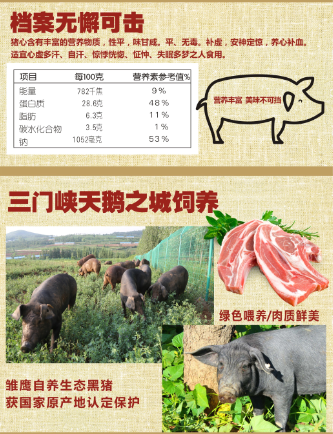 档案无懈可击
猪心含有丰富的营养物质，性平，味甘咸、平、无毒。补虚，安神定惊，养心补血。
适宜心虚多汗、自汗、惊悸恍惚、怔忡、失眠多梦之人食用。
项目 每100克 营养素参考值%
能量 782千焦 9%
蛋白质 28.6克 48%
脂肪 6.3克 11%
碳水化合物 3.5克 1%
钠 1052毫克 53%
营养丰富 美味不可挡
三门峡天鹅之城饲养
绿色喂养/肉质鲜美
雏鹰自养生态黑猪
获国家原产地认定保护